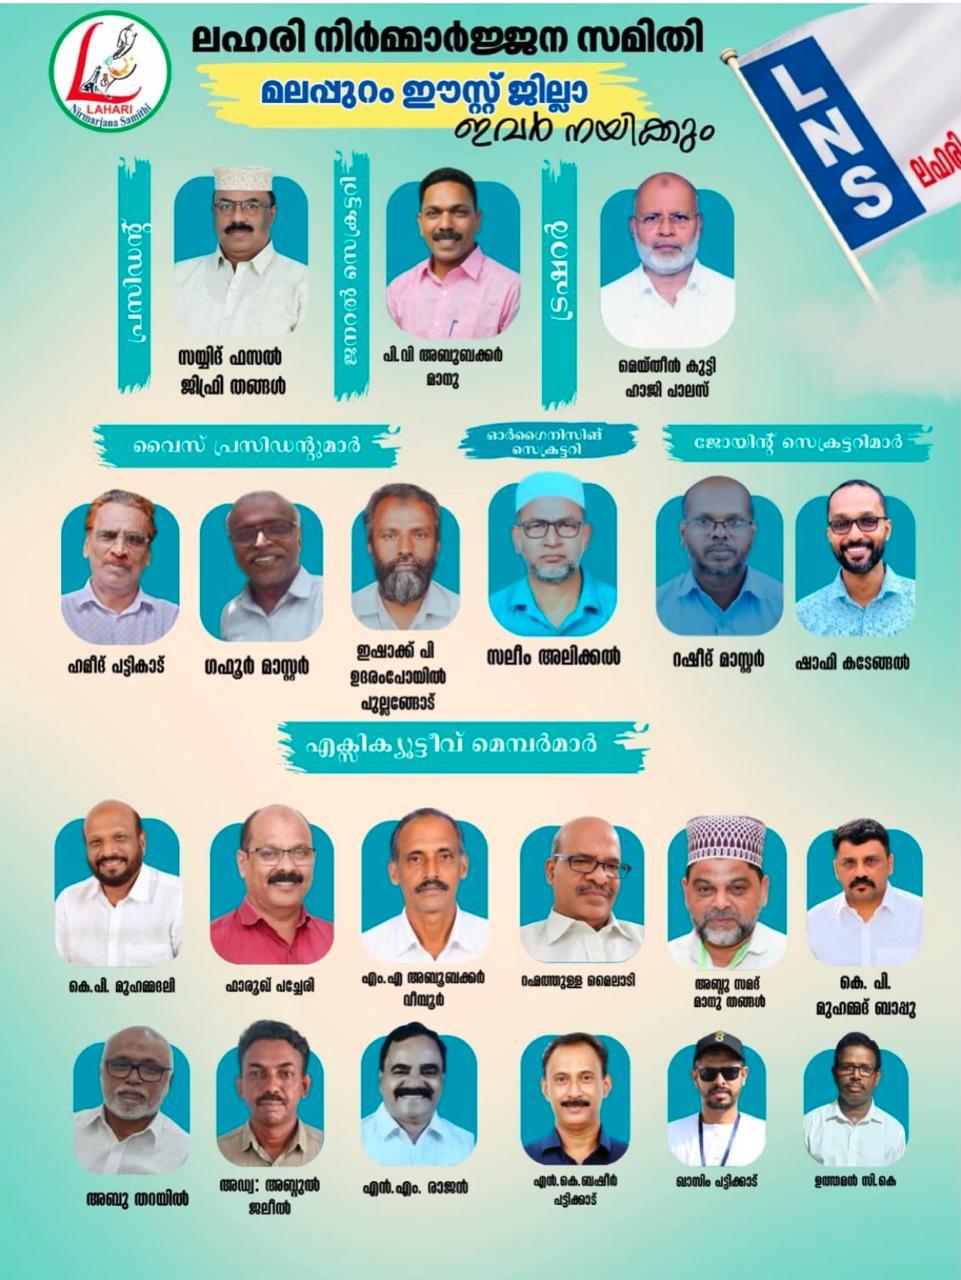 ലഹരി നിർമ്മാർജ്ജന സമിതി
LAHARI
Nirmarjana Samithi
മലപ്പുറം ഈസ്റ്റ് ജില്ലാ
ഇവർ നയിക്കും
LNS
ലഹരി
പ്രസിഡന്റ്
ജനറൽ സെക്രട്ടറി
ട്രഷറർ
സയ്യിദ് ഫസൽ
ജിഫ്രി തങ്ങൾ
പി.വി അബൂബക്കർ
മാനു
മെയ്തീൻ കുട്ടി
ഹാജി പാലസ്
വൈസ് പ്രസിഡന്റുമാർ
ഓർഗൈനിസിങ്
സെക്രട്ടറി
ജോയിന്റ് സെക്രട്ടറിമാർ
ഹമീദ് പട്ടികാട്
ഗഫൂർ മാസ്റ്റർ
ഇഷാക്ക് പി
ഉദരംപോയിൽ
പുല്ലങ്ങോട്
സലീം അലിക്കൽ
റഷീദ് മാസ്റ്റർ
ഷാഫി കടേങ്ങൽ
എക്സിക്യൂട്ടീവ് മെമ്പർമാർ
കെ.പി. മുഹമ്മദലി
ഫാരൂഖ് പച്ചേരി
എം.എ അബൂബക്കർ
വീമ്പൂർ
റഹ്മത്തുള്ള മൈലാടി
അബ്ദു സമദ്
മാനു തങ്ങൾ
കെ. പി.
മുഹമ്മദ് ബാപ്പു
അബു തറയിൽ
അഡ്വ: അബ്ദുൽ
ജലീൽ
എൻ.എം. രാജൻ
എൻ.കെ.ബഷീർ
പട്ടിക്കാട്
ഖാസിം പട്ടിക്കാട്
ഉത്തമൻ സി.കെ